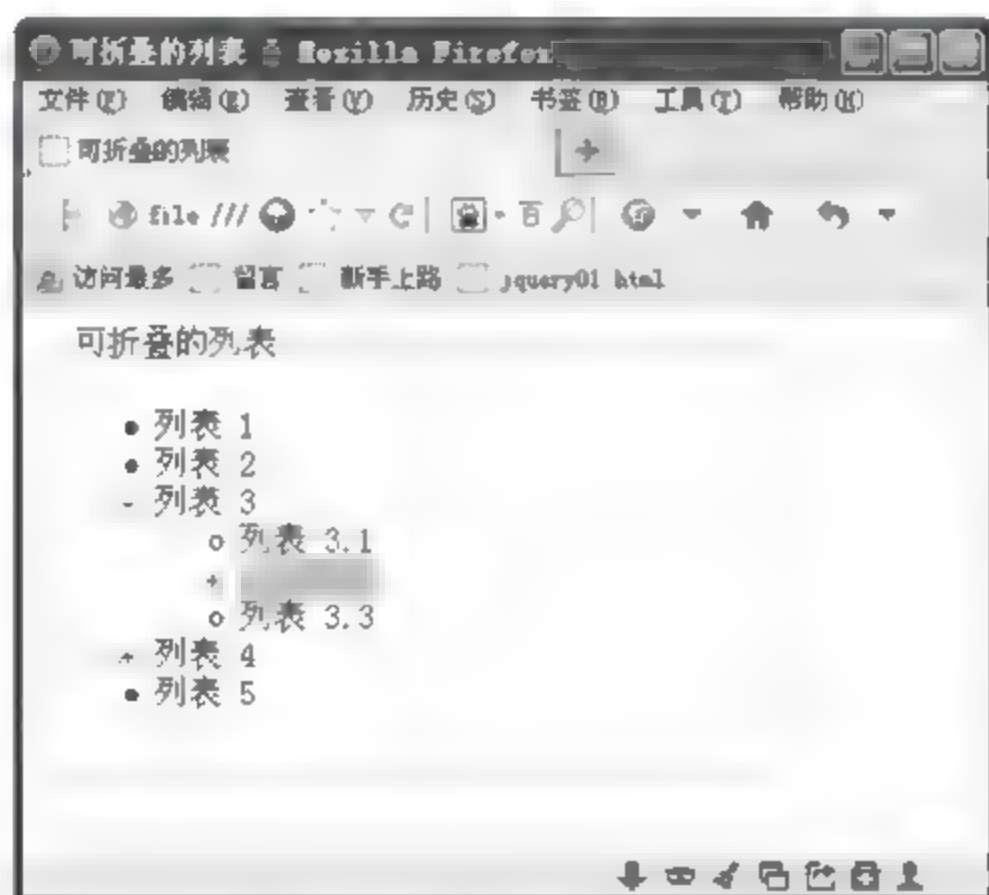 可折叠的列表 Mozilla Firefox
文件(F) 编辑(E) 查看(V) 历史(S) 书签(B) 工具(T) 帮助(H)
可折叠的列表
file ///
访问最多 留言 新手上路 jquery01 html
可折叠的列表
列表 1
列表 2
- 列表 3
列表 3.1
+
列表 3.3
+ 列表 4
列表 5